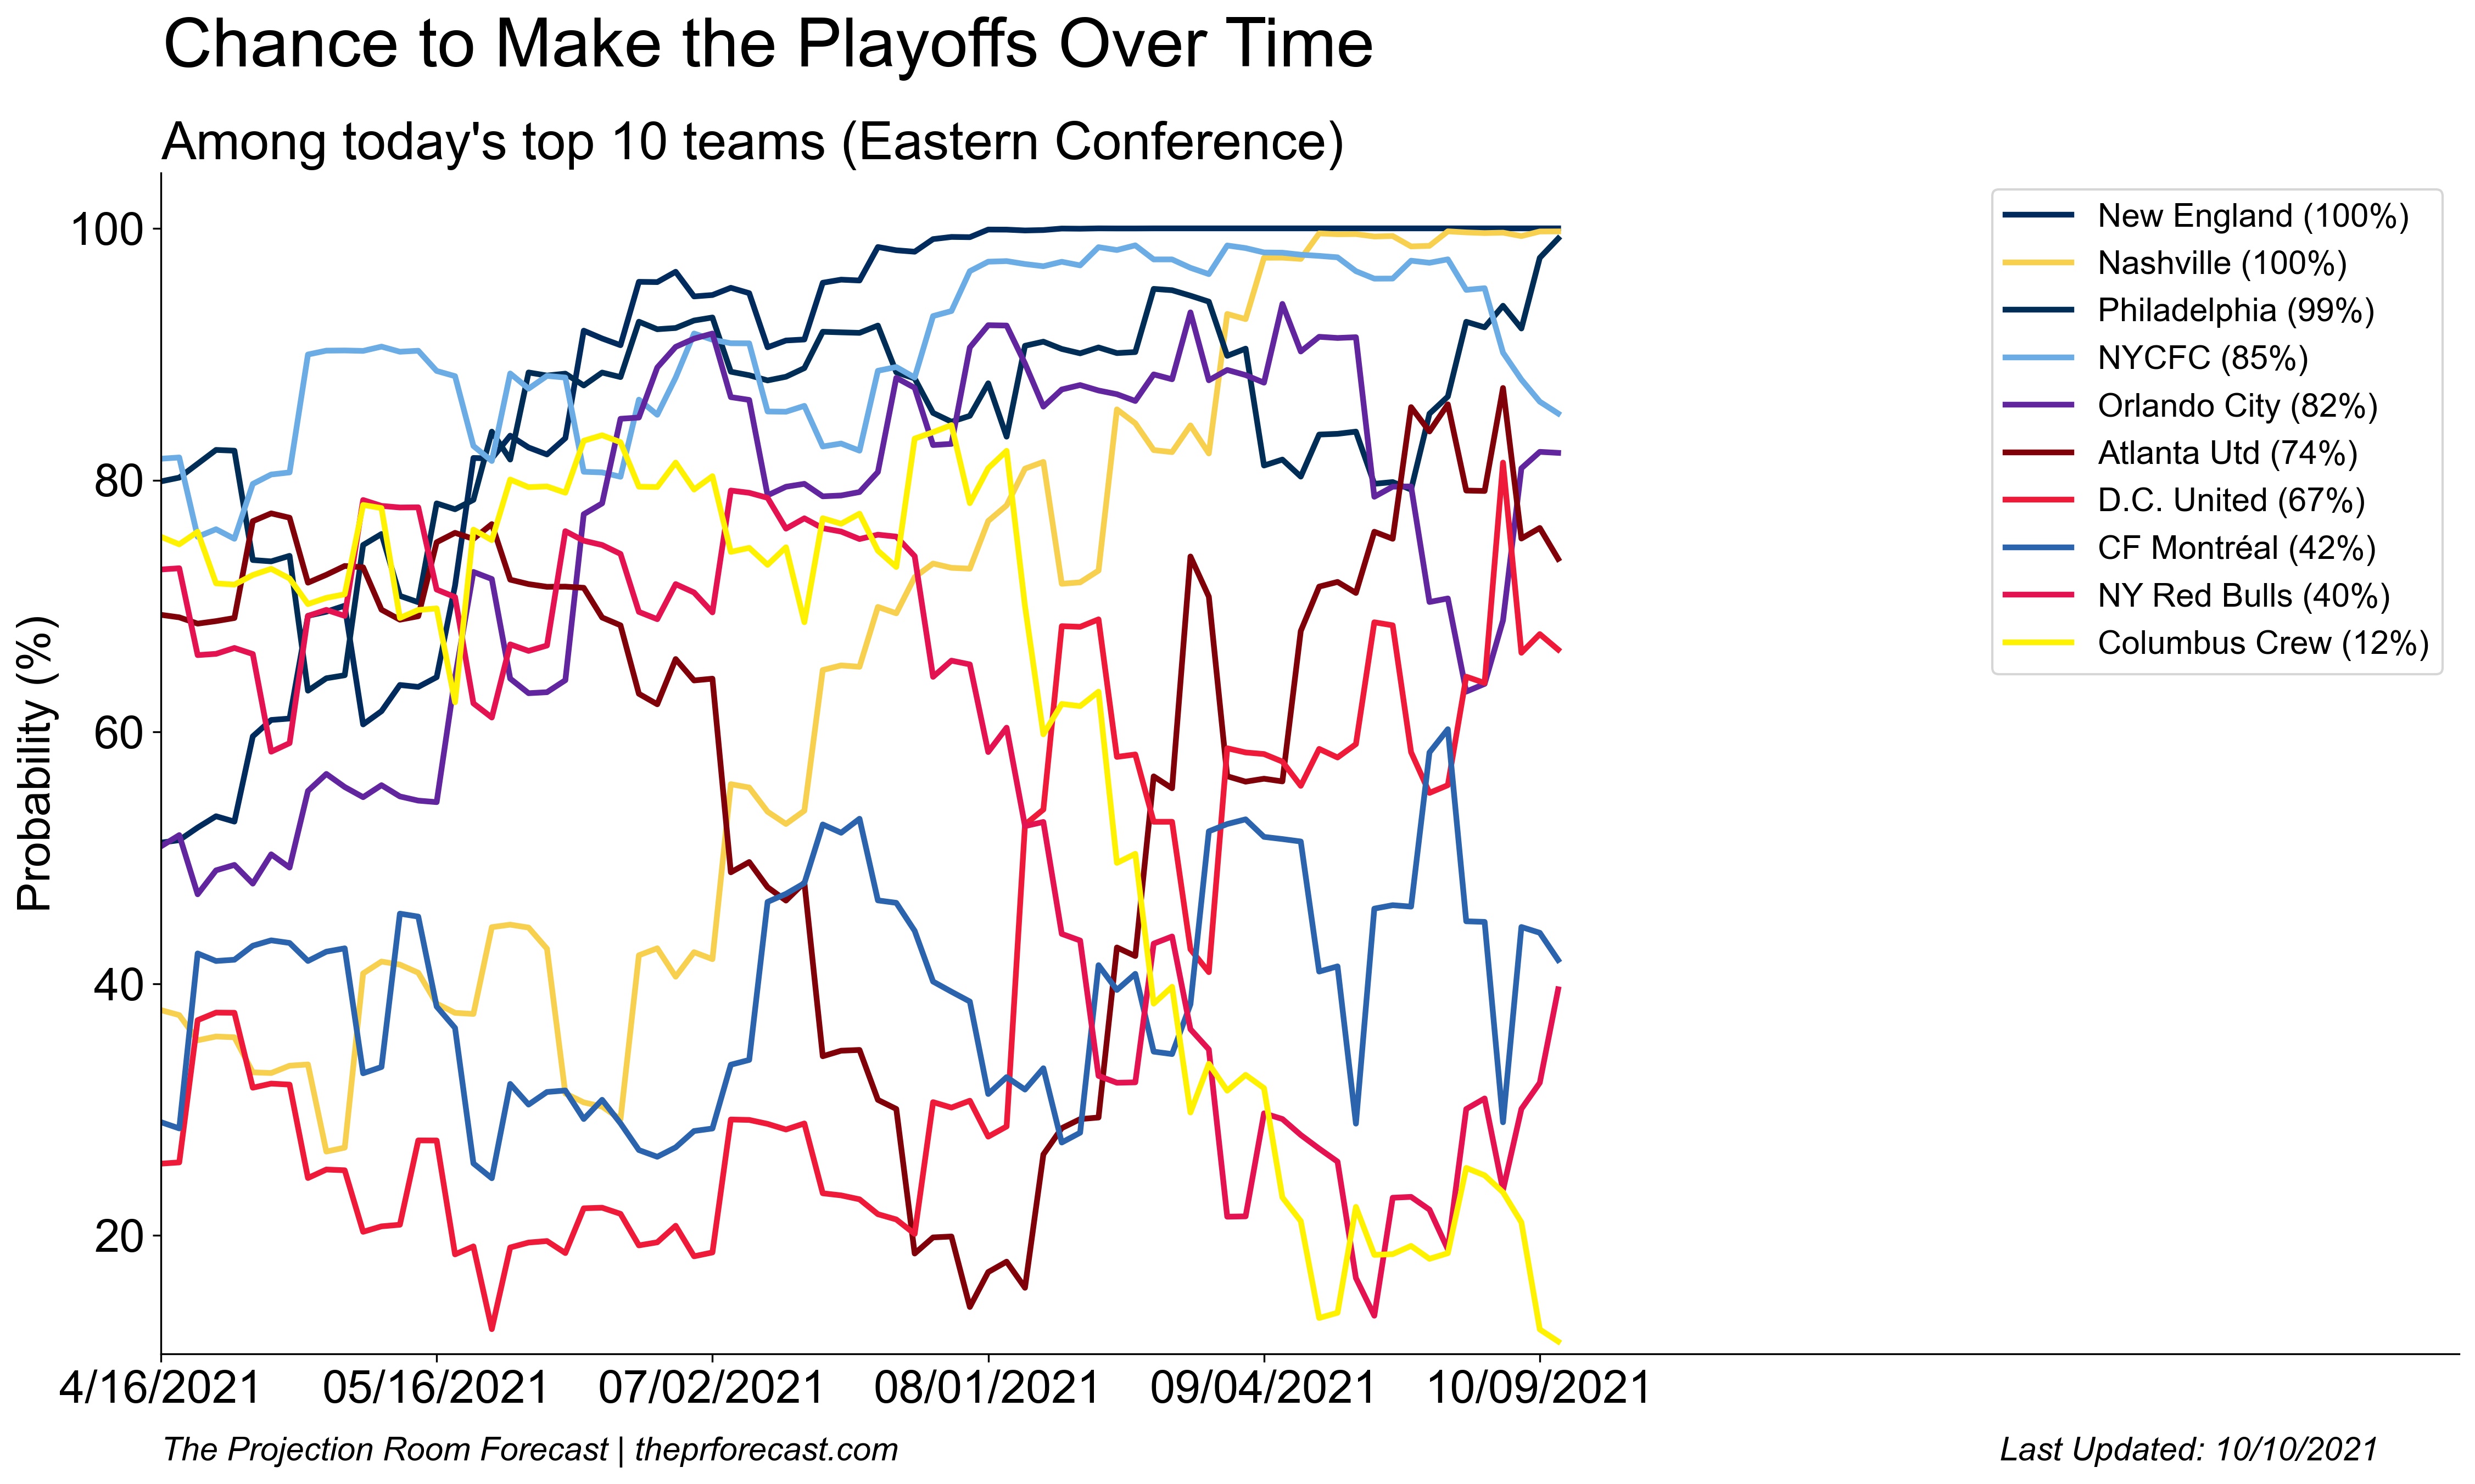 Chance to Make the Playoffs Over Time
Among today's top 10 teams (Eastern Conference)
100
80
60
40
20
Probability (%)
New England (100%)
Nashville (100%)
Philadelphia (99%)
NYCFC (85%)
Orlando City (82%)
Atlanta Utd (74%)
D.C. United (67%)
CF Montréal (42%)
NY Red Bulls (40%)
Columbus Crew (12%)
4/16/2021 05/16/2021 07/02/2021 08/01/2021 09/04/2021 10/09/2021
The Projection Room Forecast | theprforecast.com
Last Updated: 10/10/2021